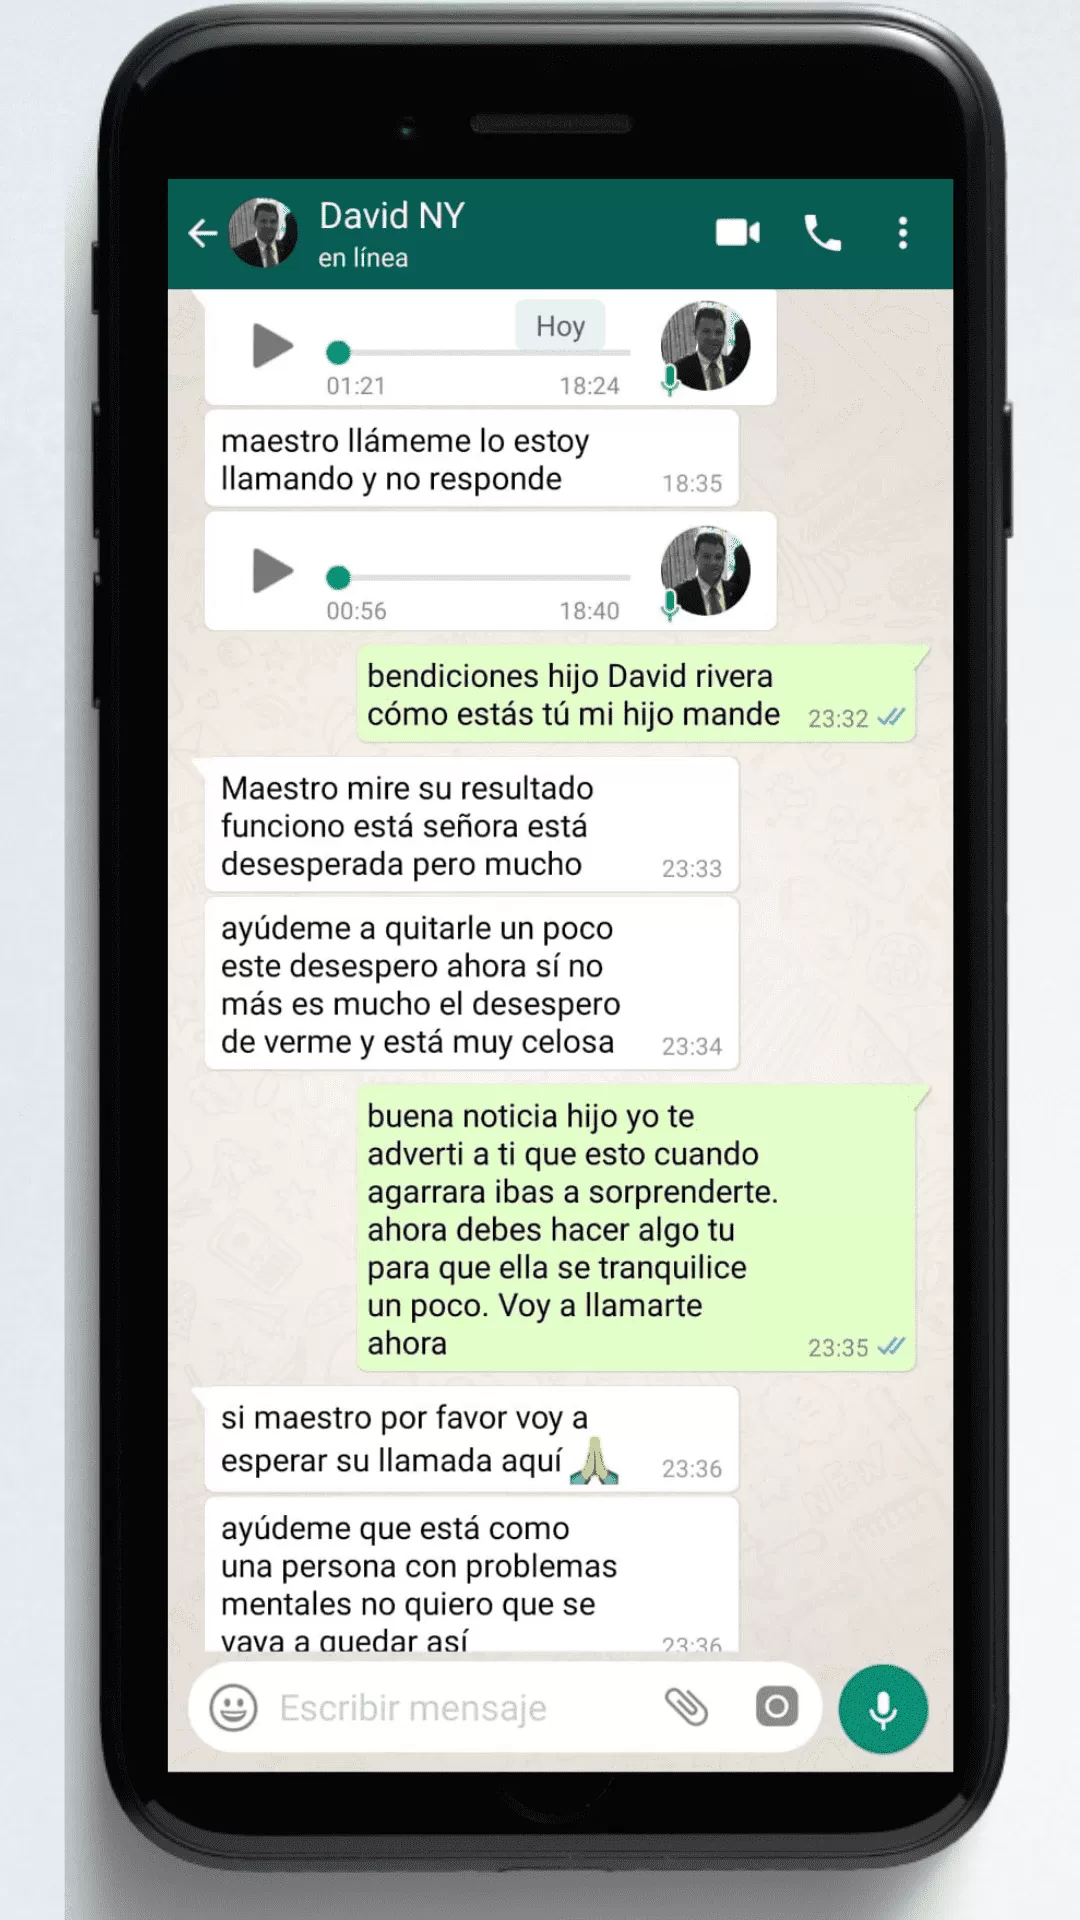 David NY
en línea
Hoy
01:21 18:24
maestro llámeme lo estoy
llamando y no responde 18:35
00:56 18:40
bendiciones hijo David rivera
cómo estás tú mi hijo mande 23:32
Maestro mire su resultado
funciono está señora está
desesperada pero mucho 23:33
ayúdeme a quitarle un poco
este desespero ahora sí no
más es mucho el desespero
de verme y está muy celosa 23:34
buena noticia hijo yo te
adverti a ti que esto cuando
agarrara ibas a sorprenderte.
ahora debes hacer algo tu
para que ella se tranquilice
un poco. Voy a llamarte
ahora 23:35
si maestro por favor voy a
esperar su llamada aquí 🙏 23:36
ayúdeme que está como
una persona con problemas
mentales no quiero que se
vaya a quedar así 23:36
Escribir mensaje